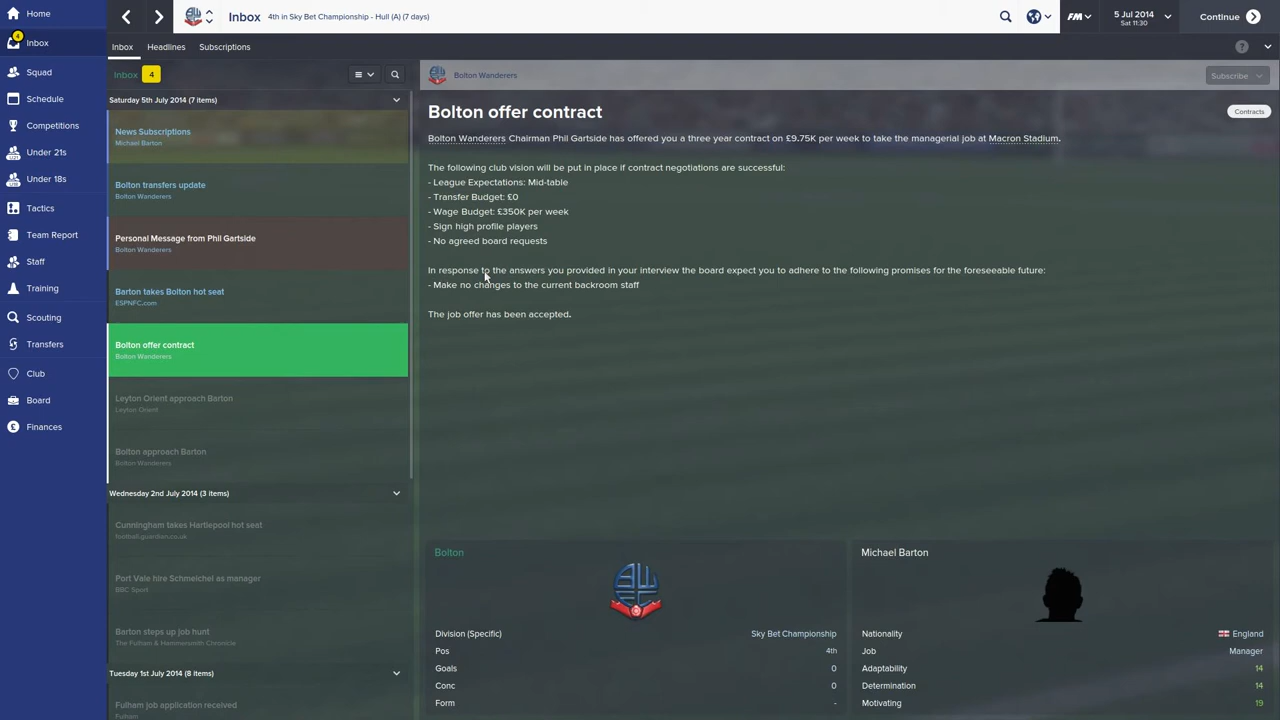 Home
4
Inbox
Squad
Schedule
Competitions
U21
Under 21s
U18
Under 18s
Tactics
Team Report
Staff
Training
Scouting
Transfers
Club
Board
Finances
Inbox 4th in Sky Bet Championship - Hull (A) (7 days)
FM
5 Jul 2014
Sat 11:30
Continue
Inbox Headlines Subscriptions
?
Inbox 4
Saturday 5th July 2014 (7 items)
News Subscriptions
Michael Barton
Bolton transfers update
Bolton Wanderers
Personal Message from Phil Gartside
Bolton Wanderers
Barton takes Bolton hot seat
ESPNFC.com
Bolton offer contract
Bolton Wanderers
Leyton Orient approach Barton
Leyton Orient
Bolton approach Barton
Bolton Wanderers
Wednesday 2nd July 2014 (3 items)
Cunningham takes Hartlepool hot seat
football.guardian.co.uk
Port Vale hire Schmeichel as manager
BBC Sport
Barton steps up job hunt
The Fulham & Hammersmith Chronicle
Tuesday 1st July 2014 (8 items)
Fulham job application received
Fulham
Bolton Wanderers
Subscribe
Bolton offer contract
Contracts
Bolton Wanderers Chairman Phil Gartside has offered you a three year contract on £9.75K per week to take the managerial job at Macron Stadium.
The following club vision will be put in place if contract negotiations are successful:
- League Expectations: Mid-table
- Transfer Budget: £0
- Wage Budget: £350K per week
- Sign high profile players
- No agreed board requests
In response to the answers you provided in your interview the board expect you to adhere to the following promises for the foreseeable future:
- Make no changes to the current backroom staff
The job offer has been accepted.
Bolton
Division (Specific) Sky Bet Championship
Pos 4th
Goals 0
Conc 0
Form -
Michael Barton
Nationality England
Job Manager
Adaptability 14
Determination 14
Motivating 19